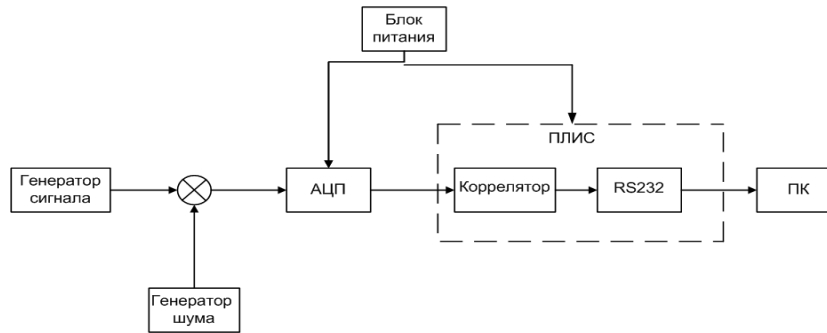 Блок
питания
ПЛИС
Генератор
сигнала
АЦП
Коррелятор
RS232
ПК
Генератор
шума